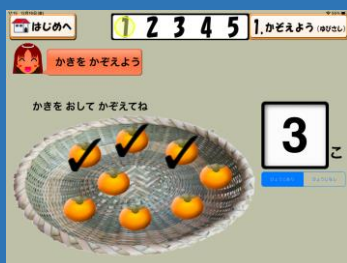 はじめへ
1 2 3 4 5
1.かぞえよう(ゆびさし)
かきを かぞえよう
かきを おして かぞえてね
3
こ